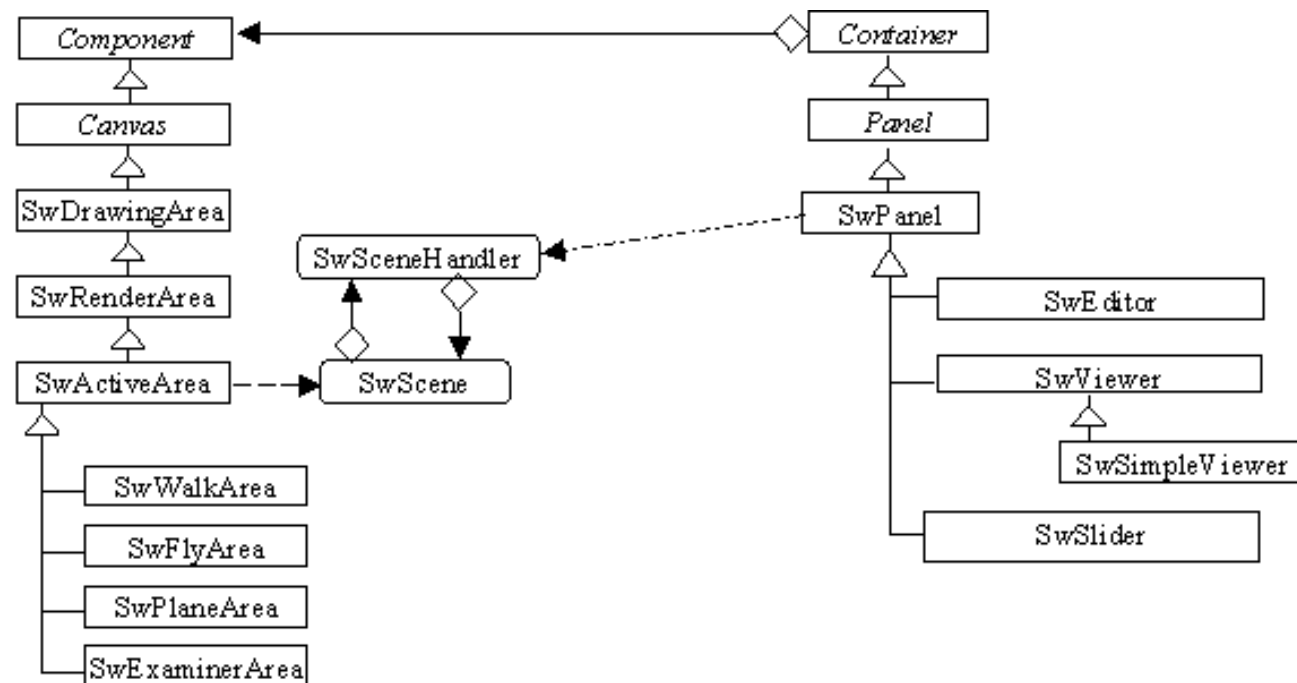 Component
Container
Canvas
Panel
SwDrawingArea
SwPanel
SwSceneHandler
SwRenderArea
SwEditor
SwActiveArea
SwScene
SwViewer
SwSimpleViewer
SwWalkArea
SwFlyArea
SwSlider
SwPlaneArea
SwExaminerArea